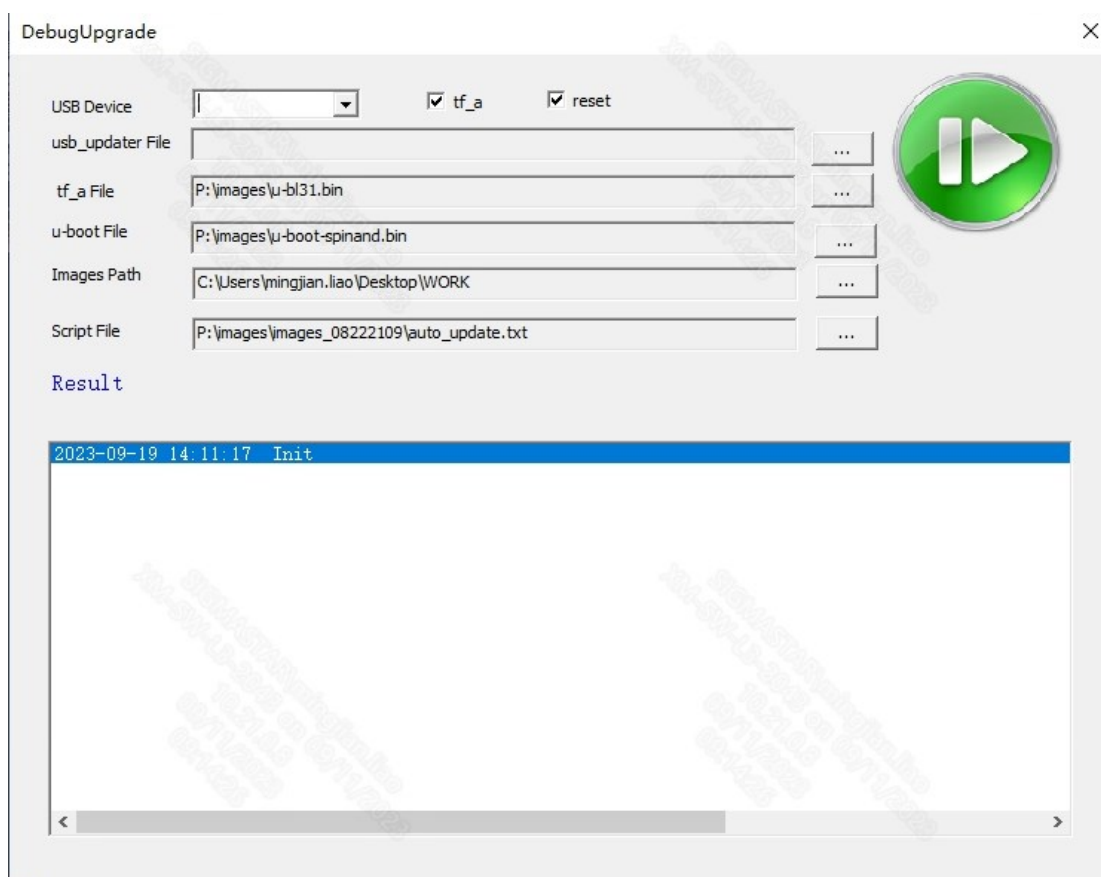 DebugUpgrade
USB Device
tf_a
reset
usb_updater File
...
tf_a File
P:\images\u-bl31.bin
...
u-boot File
P:\images\u-boot-spinand.bin
...
Images Path
C:\Users\mingjian.liao\Desktop\WORK
...
Script File
P:\images\images_08222109\auto_update.txt
...
Result
2023-09-19 14:11:17 Init